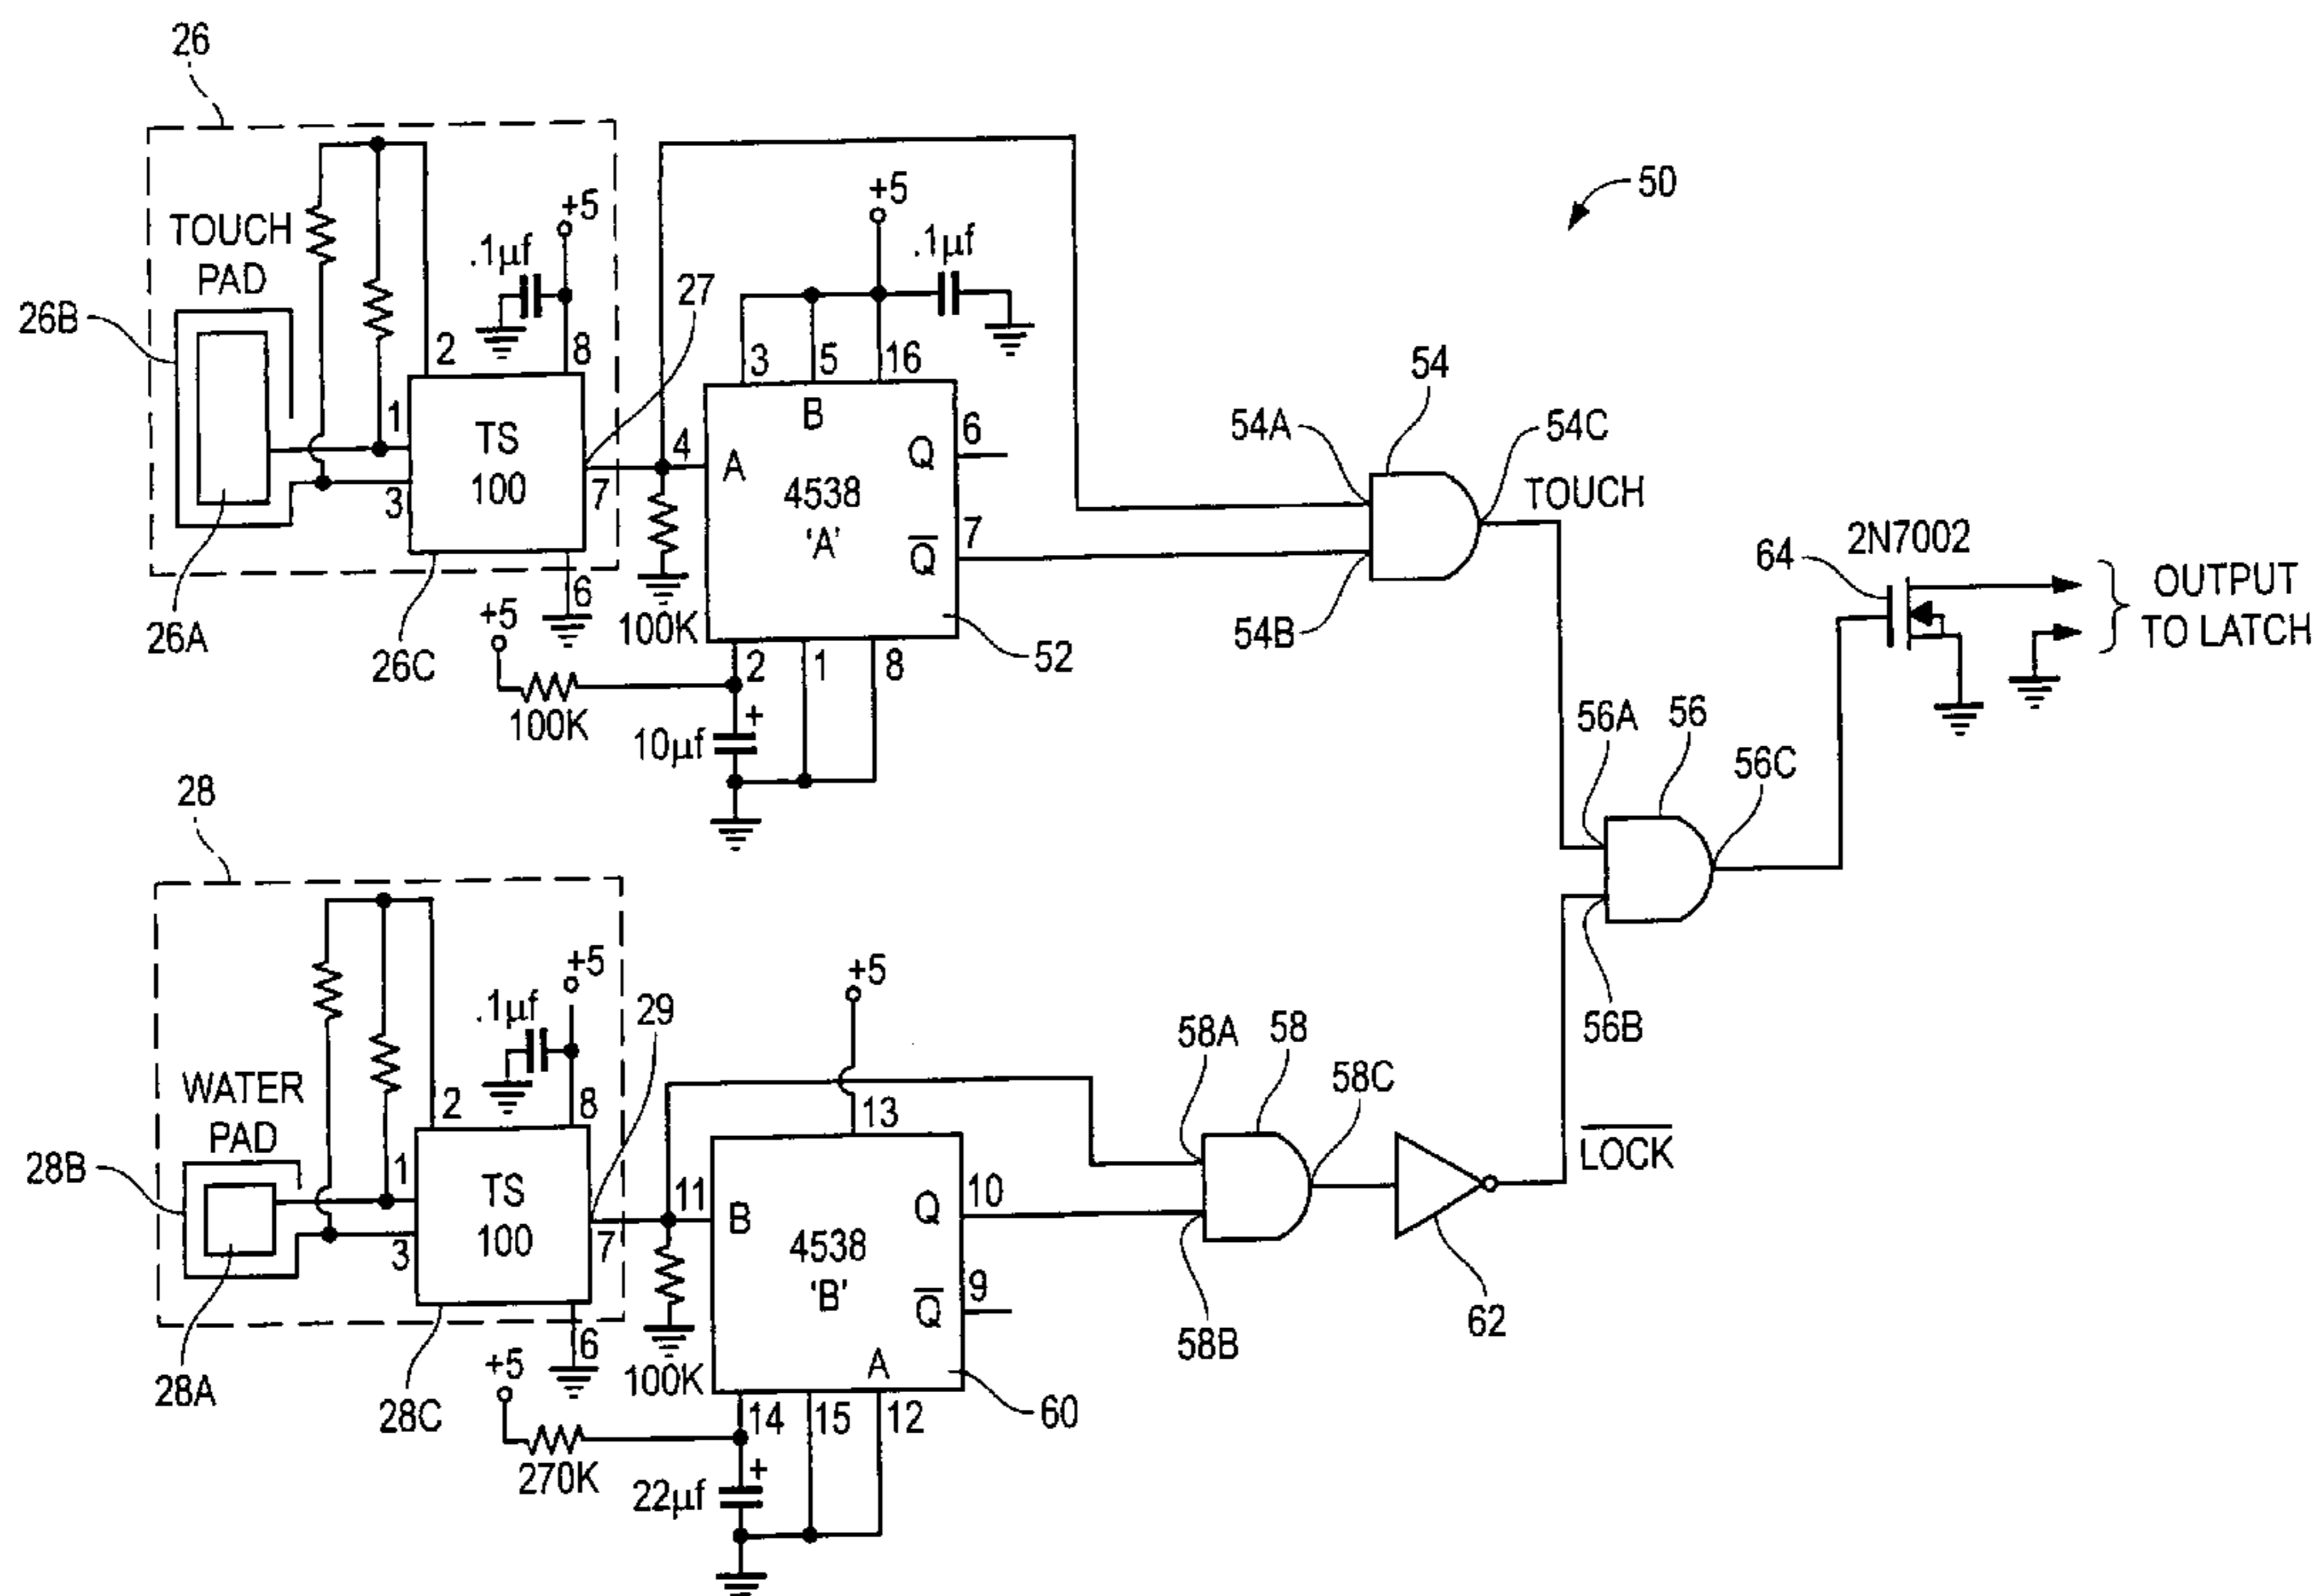 26
50
+5
+5
TOUCH
PAD
.1µf
.1µf
27
26B
2
8
3
5
16
54
B
6
54A
54C
1
TS
100
4
A
Q
TOUCH
3
7
4538
'A'
7
Q̅
2N7002
64
OUTPUT
TO LATCH
6
+5
100K
54B
26A
26C
2
1
8
52
100K
10µf
+
56A
56
56C
28
+5
+5
.1µf
29
56B
WATER
PAD
2
8
13
58A
58
58C
28B
1
TS
100
11
B
Q
10
L̅O̅C̅K̅
3
7
4538
'B'
9
Q̅
6
58B
62
+5
100K
A
28A
28C
14
15
12
60
270K
22µf
+